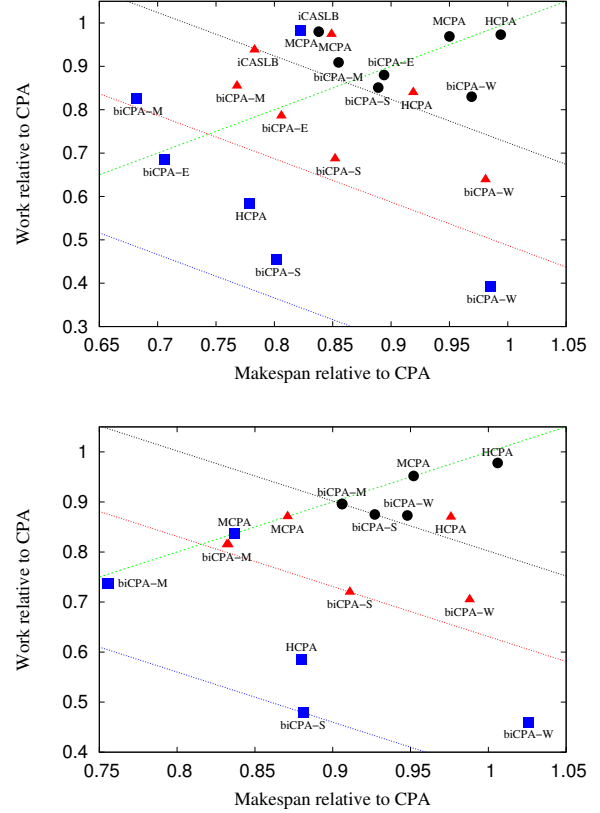 1
iCASLB
MCPA
HCPA
MCPA
MCPA
0.9
iCASLB
biCPA-M
biCPA-E
biCPA-M
biCPA-S
HCPA
biCPA-W
0.8
biCPA-M
biCPA-E
0.7
biCPA-E
biCPA-S
biCPA-W
0.6
HCPA
0.5
biCPA-S
0.4
biCPA-W
0.3
Work relative to CPA
0.65 0.7 0.75 0.8 0.85 0.9 0.95 1 1.05
Makespan relative to CPA
1
HCPA
MCPA
0.9
biCPA-M
biCPA-S
biCPA-W
MCPA
MCPA
HCPA
0.8
biCPA-M
biCPA-M
0.7
biCPA-S
biCPA-W
0.6
HCPA
0.5
biCPA-S
biCPA-W
0.4
Work relative to CPA
0.75 0.8 0.85 0.9 0.95 1 1.05
Makespan relative to CPA